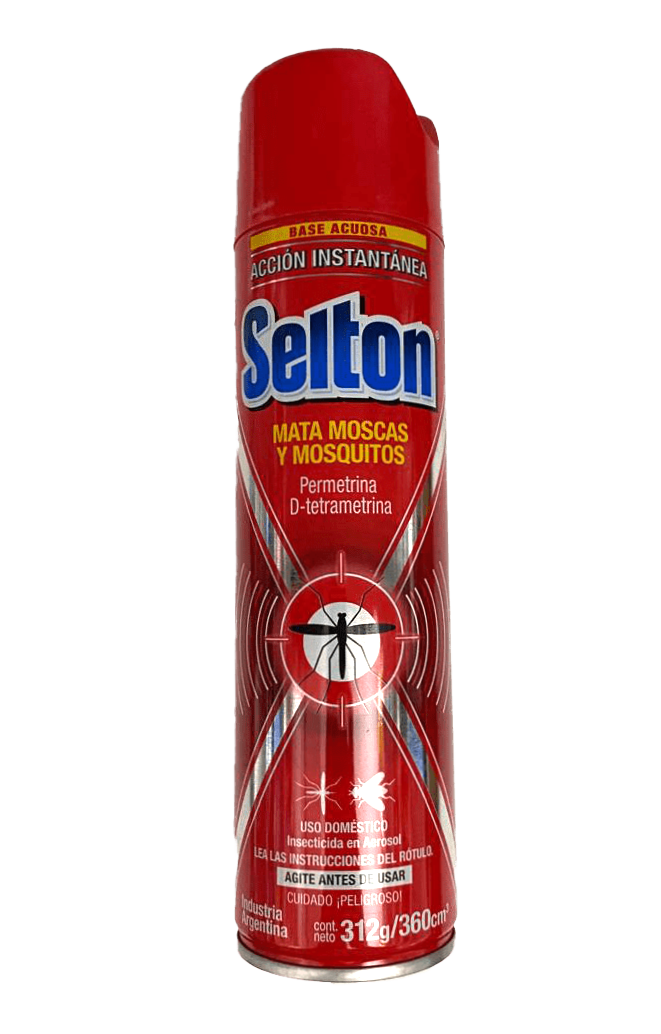 BASE ACUOSA
ACCIÓN INSTANTÁNEA
Selton®
MATA MOSCAS
Y MOSQUITOS
Permetrina
D-tetrametrina
USO DOMÉSTICO
Insecticida en Aerosol
LEA LAS INSTRUCCIONES DEL RÓTULO.
AGITE ANTES DE USAR
CUIDADO ¡PELIGROSO!
Industria
Argentina
cont.
neto 312g/360cm³